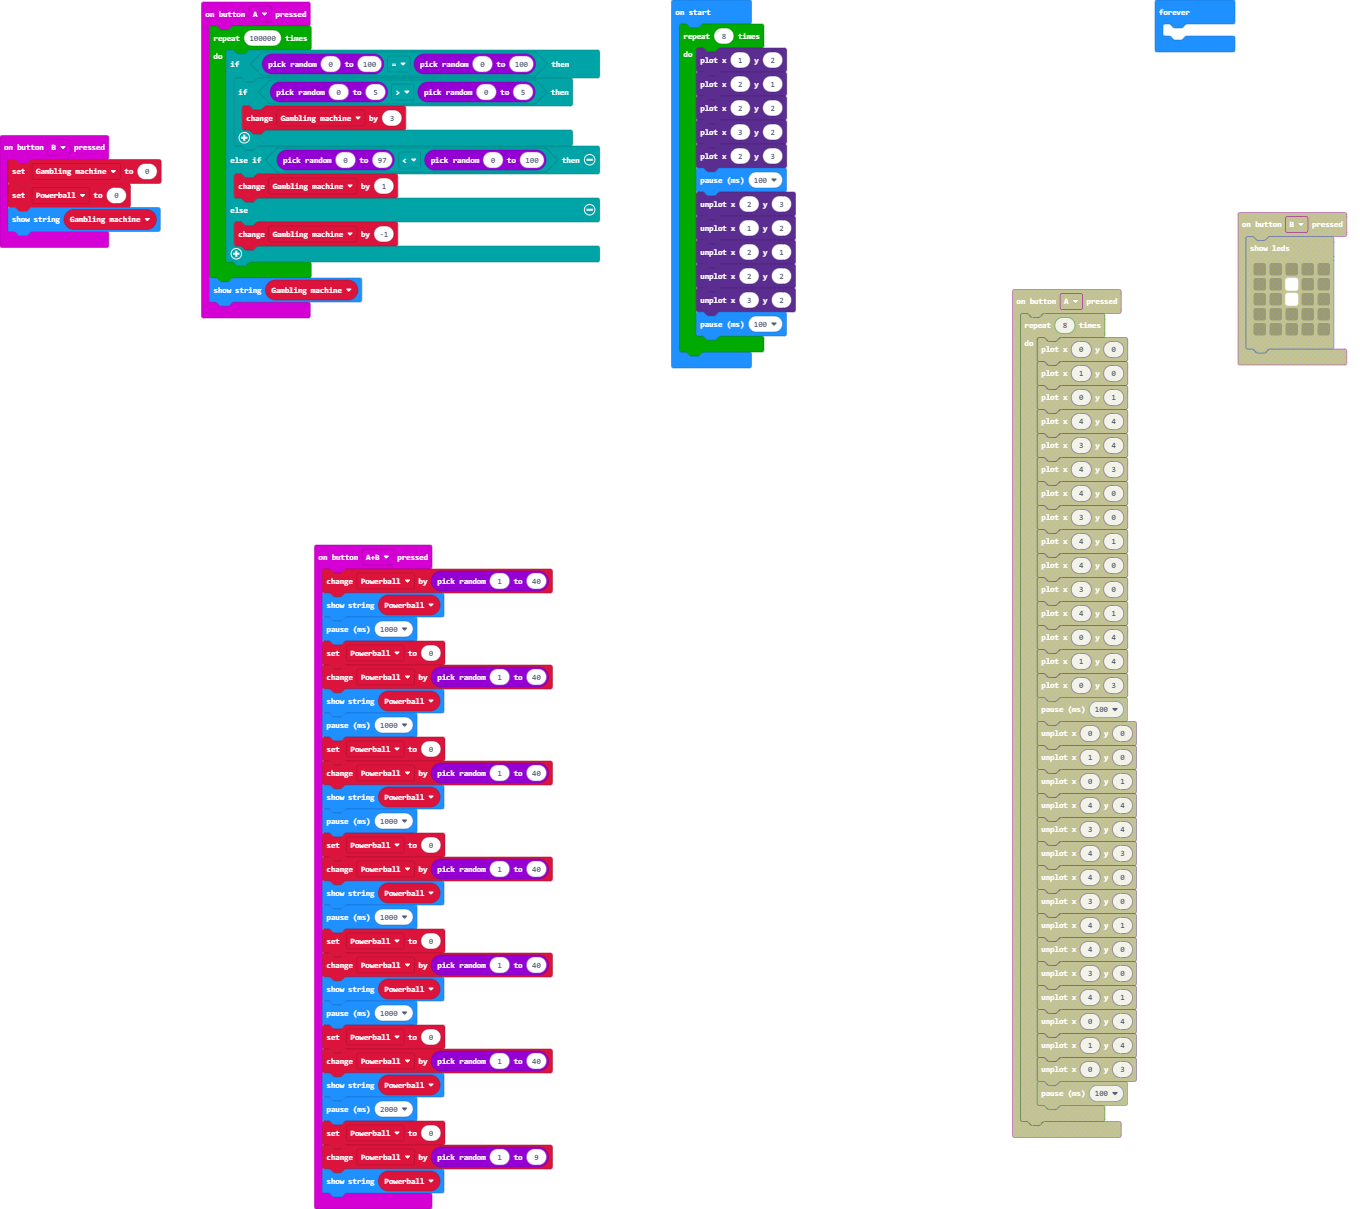 on button B pressed
set Gambling machine to 0
set Powerball to 0
show string Gambling machine
on button A pressed
repeat 100000 times
do
if pick random 0 to 100 = pick random 0 to 100 then
if pick random 0 to 5 > pick random 0 to 5 then
change Gambling machine by 3
else if pick random 0 to 97 < pick random 0 to 100 then
change Gambling machine by 1
else
change Gambling machine by -1
show string Gambling machine
on start
repeat 8 times
do
plot x 1 y 2
plot x 2 y 1
plot x 2 y 2
plot x 3 y 2
plot x 2 y 3
pause (ms) 100
unplot x 2 y 3
unplot x 1 y 2
unplot x 2 y 1
unplot x 2 y 2
unplot x 3 y 2
pause (ms) 100
forever
on button B pressed
show leds
on button A pressed
repeat 8 times
do
plot x 0 y 0
plot x 1 y 0
plot x 0 y 1
plot x 4 y 4
plot x 3 y 4
plot x 4 y 3
plot x 4 y 0
plot x 3 y 0
plot x 4 y 1
plot x 4 y 0
plot x 3 y 0
plot x 4 y 1
plot x 0 y 4
plot x 1 y 4
plot x 0 y 3
pause (ms) 100
unplot x 0 y 0
unplot x 1 y 0
unplot x 0 y 1
unplot x 4 y 4
unplot x 3 y 4
unplot x 4 y 3
unplot x 4 y 0
unplot x 3 y 0
unplot x 4 y 1
unplot x 4 y 0
unplot x 3 y 0
unplot x 4 y 1
unplot x 0 y 4
unplot x 1 y 4
unplot x 0 y 3
pause (ms) 100
on button A+B pressed
change Powerball by pick random 1 to 40
show string Powerball
pause (ms) 1000
set Powerball to 0
change Powerball by pick random 1 to 40
show string Powerball
pause (ms) 1000
set Powerball to 0
change Powerball by pick random 1 to 40
show string Powerball
pause (ms) 1000
set Powerball to 0
change Powerball by pick random 1 to 40
show string Powerball
pause (ms) 1000
set Powerball to 0
change Powerball by pick random 1 to 40
show string Powerball
pause (ms) 1000
set Powerball to 0
change Powerball by pick random 1 to 40
show string Powerball
pause (ms) 2000
set Powerball to 0
change Powerball by pick random 1 to 9
show string Powerball